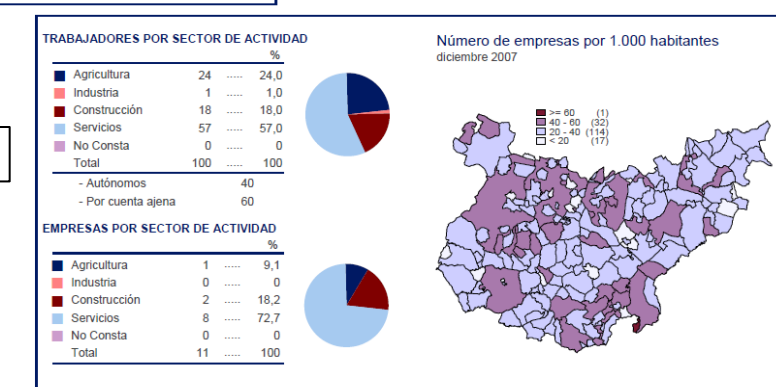 TRABAJADORES POR SECTOR DE ACTIVIDAD
%
Agricultura 24 ..... 24,0
Industria 1 ..... 1,0
Construcción 18 ..... 18,0
Servicios 57 ..... 57,0
No Consta 0 ..... 0
Total 100 ..... 100
- Autónomos 40
- Por cuenta ajena 60
EMPRESAS POR SECTOR DE ACTIVIDAD
%
Agricultura 1 ..... 9,1
Industria 0 ..... 0
Construcción 2 ..... 18,2
Servicios 8 ..... 72,7
No Consta 0 ..... 0
Total 11 ..... 100
Número de empresas por 1.000 habitantes
diciembre 2007
>= 60 (1)
40 - 60 (32)
20 - 40 (114)
< 20 (17)